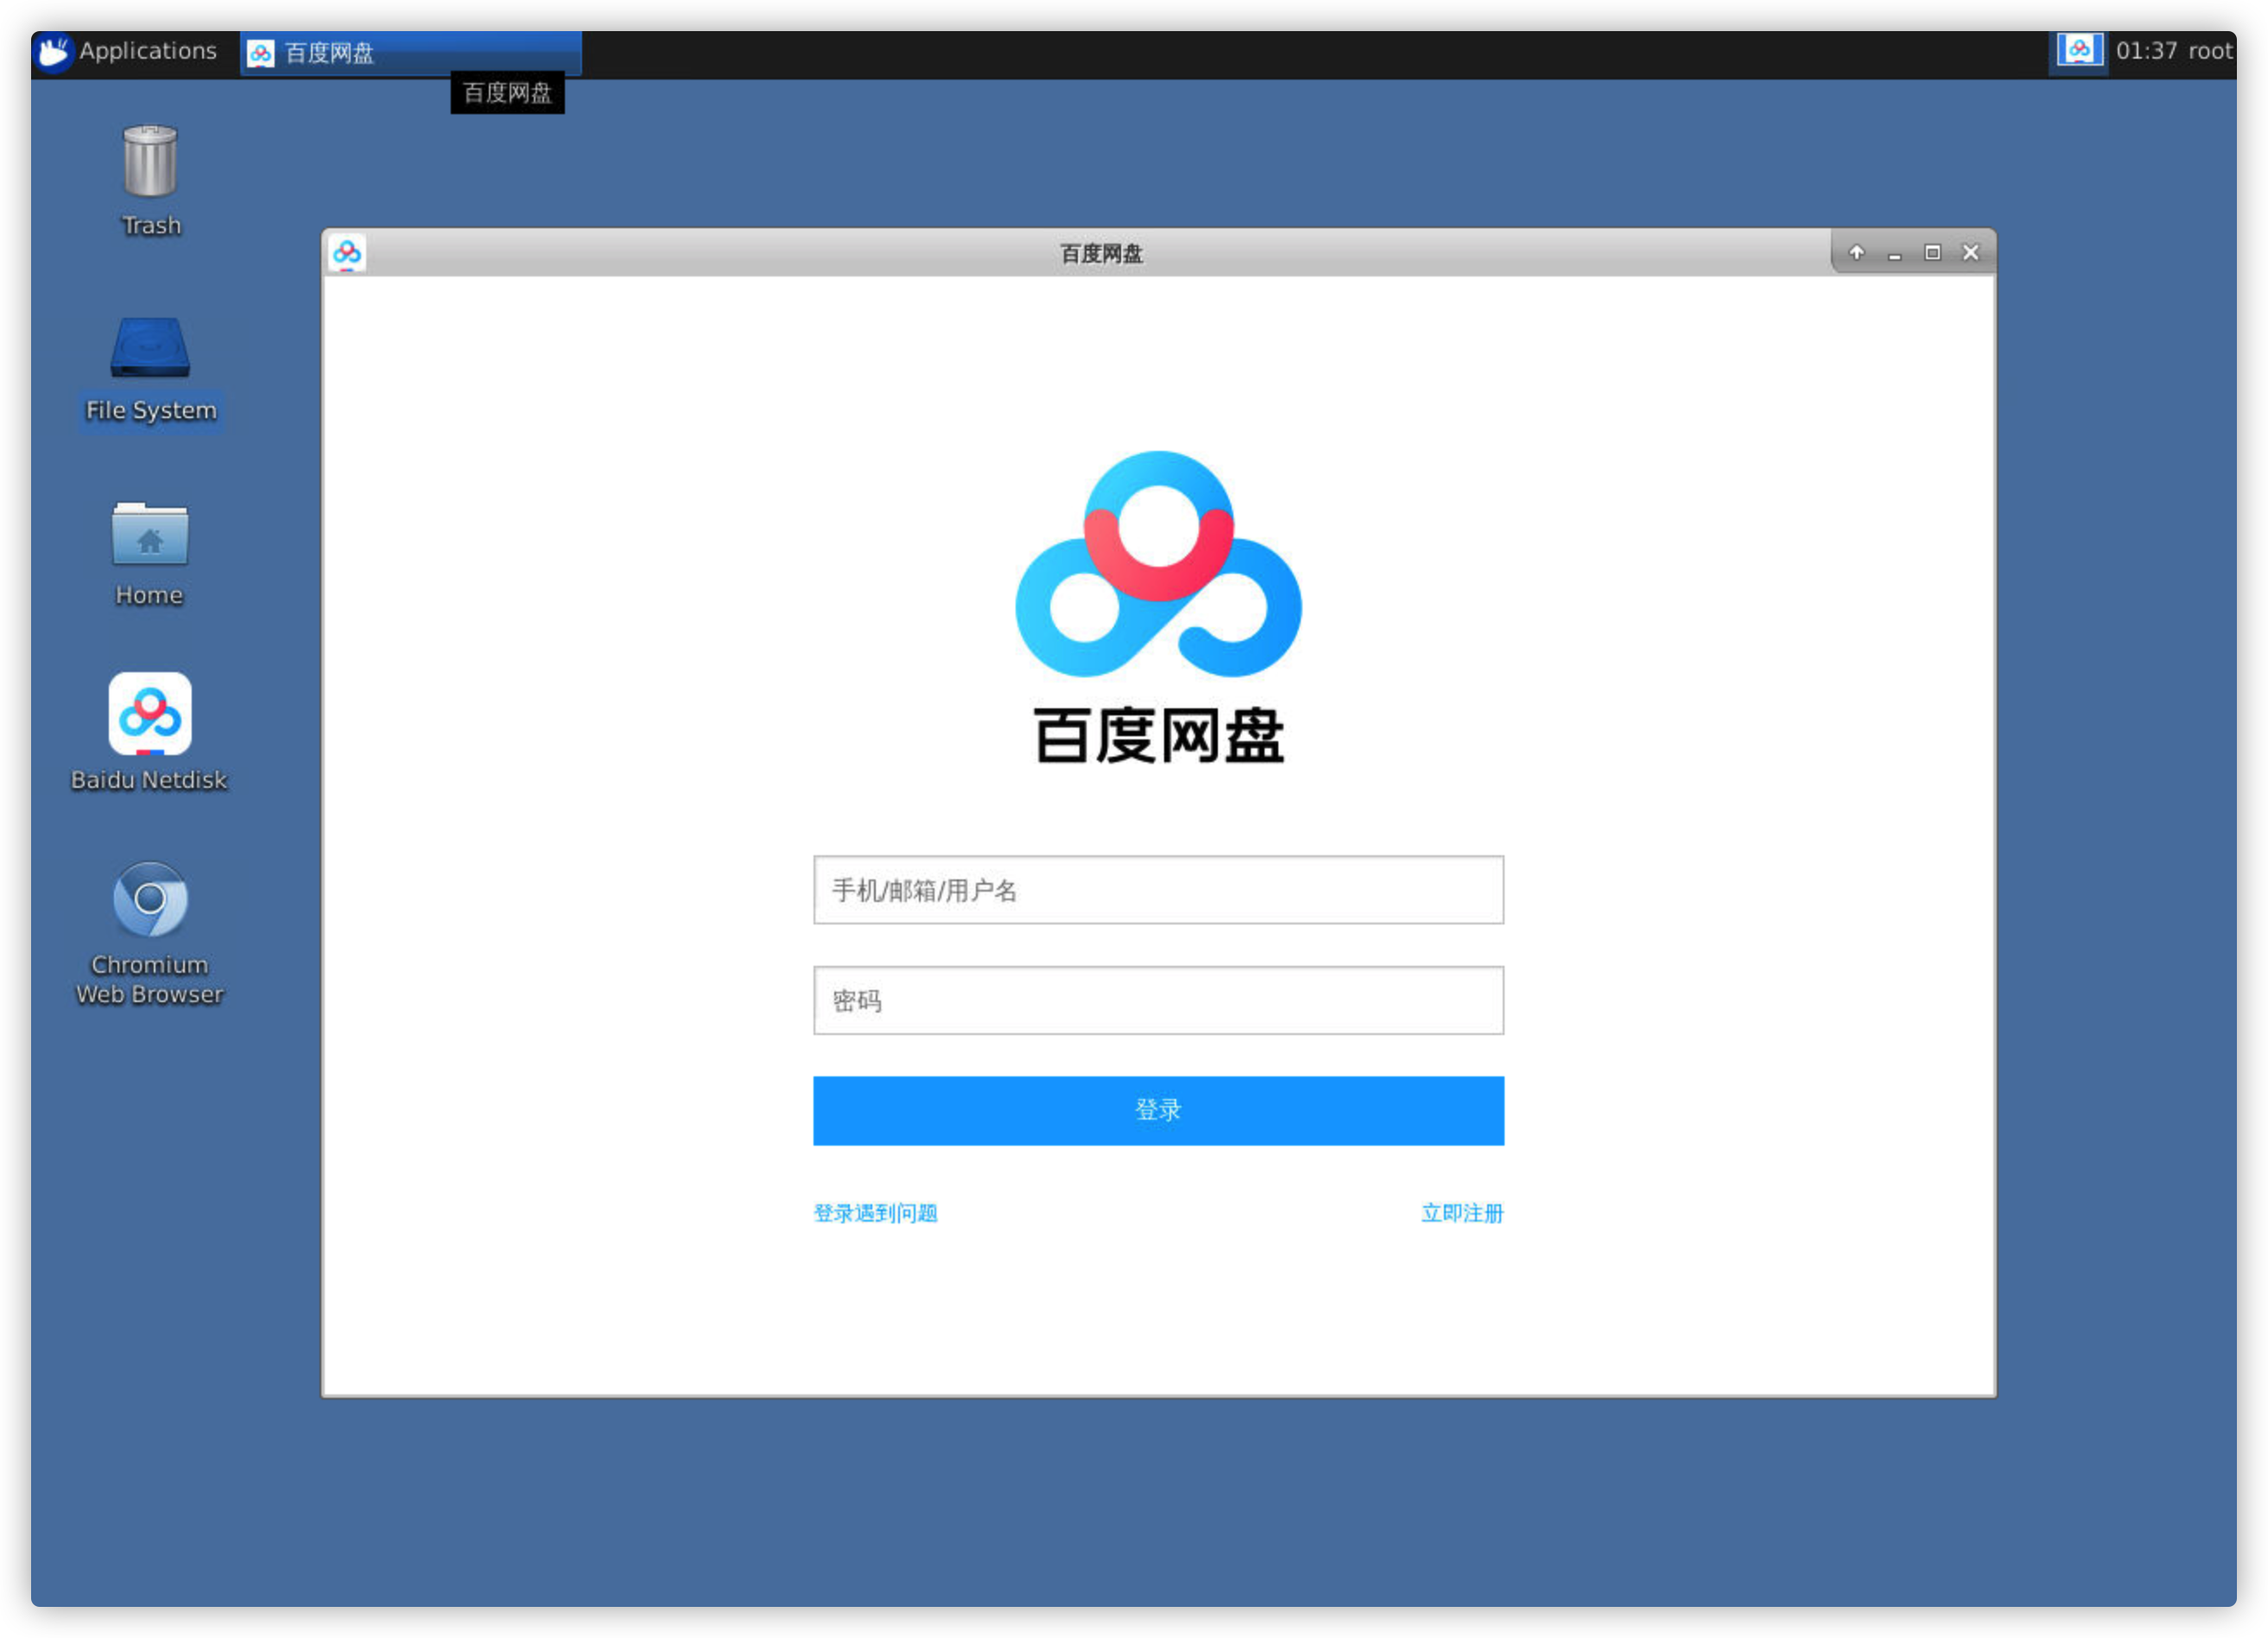 Applications
百度网盘
01:37 root
百度网盘
Trash
File System
Home
Baidu Netdisk
Chromium
Web Browser
百度网盘
百度网盘
手机/邮箱/用户名
密码
登录
登录遇到问题
立即注册